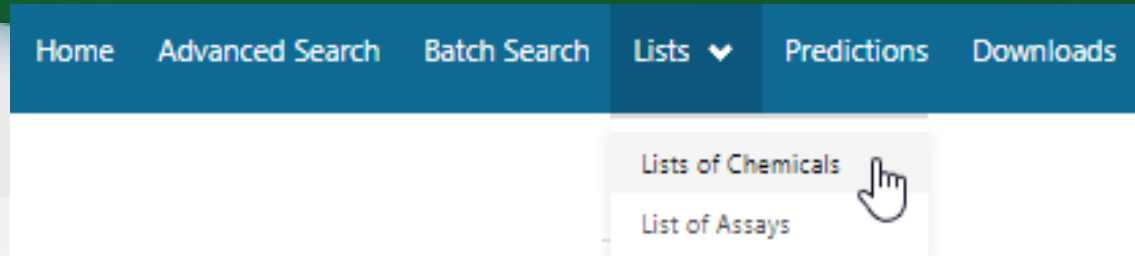 Home Advanced Search Batch Search Lists Predictions Downloads
Lists of Chemicals
List of Assays